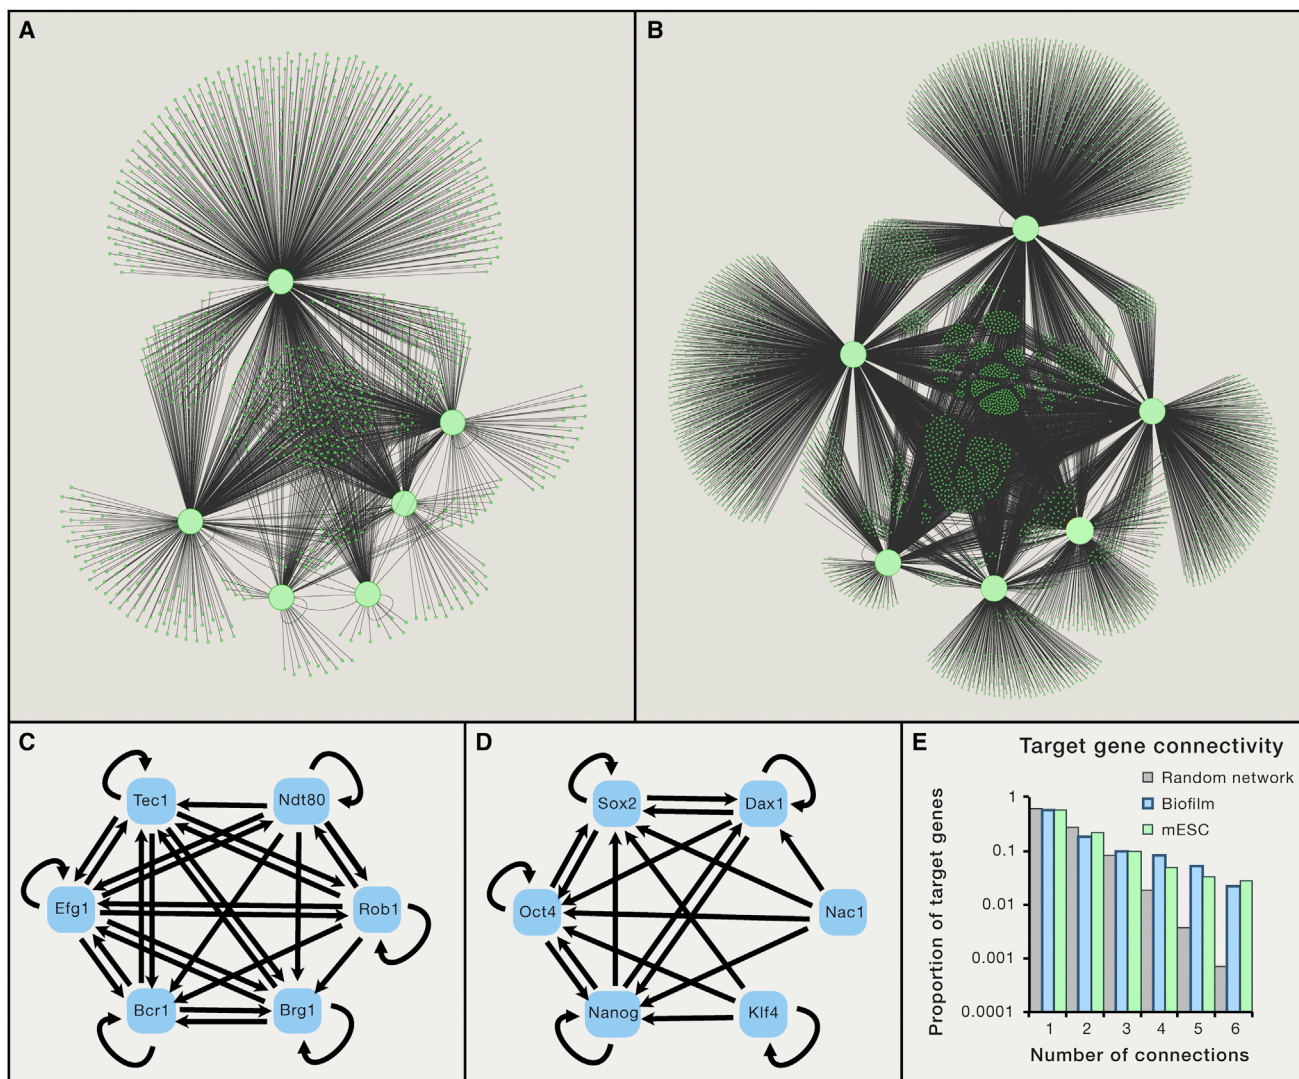 A
B
C
Tec1
Ndt80
Efg1
Rob1
Bcr1
Brg1
D
Sox2
Dax1
Oct4
Nac1
Nanog
Klf4
E
Target gene connectivity
Random network
Biofilm
mESC
Proportion of target genes
1
0.1
0.01
0.001
0.0001
1 2 3 4 5 6
Number of connections